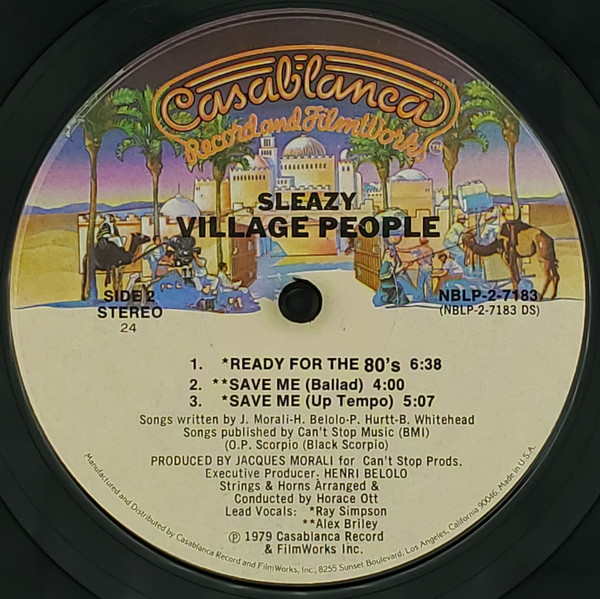 Casablanca
Record and FilmWorks TM
SLEAZY
VILLAGE PEOPLE
SIDE 2
STEREO
24
NBLP-2-7183
(NBLP-2-7183 DS)
1. *READY FOR THE 80's 6:38
2. **SAVE ME (Ballad) 4:00
3. *SAVE ME (Up Tempo) 5:07
Songs written by J. Morali-H. Belolo-P. Hurtt-B. Whitehead
Songs published by Can't Stop Music (BMI)
(O.P. Scorpio (Black Scorpio)
PRODUCED BY JACQUES MORALI for Can't Stop Prods.
Executive Producer: HENRI BELOLO
Strings & Horns Arranged &
Conducted by Horace Ott
Lead Vocals: *Ray Simpson
**Alex Briley
℗ 1979 Casablanca Record
& FilmWorks Inc.
Manufactured and Distributed by Casablanca Record and FilmWorks, Inc., 8255 Sunset Boulevard, Los Angeles, California 90046. Made in U.S.A.